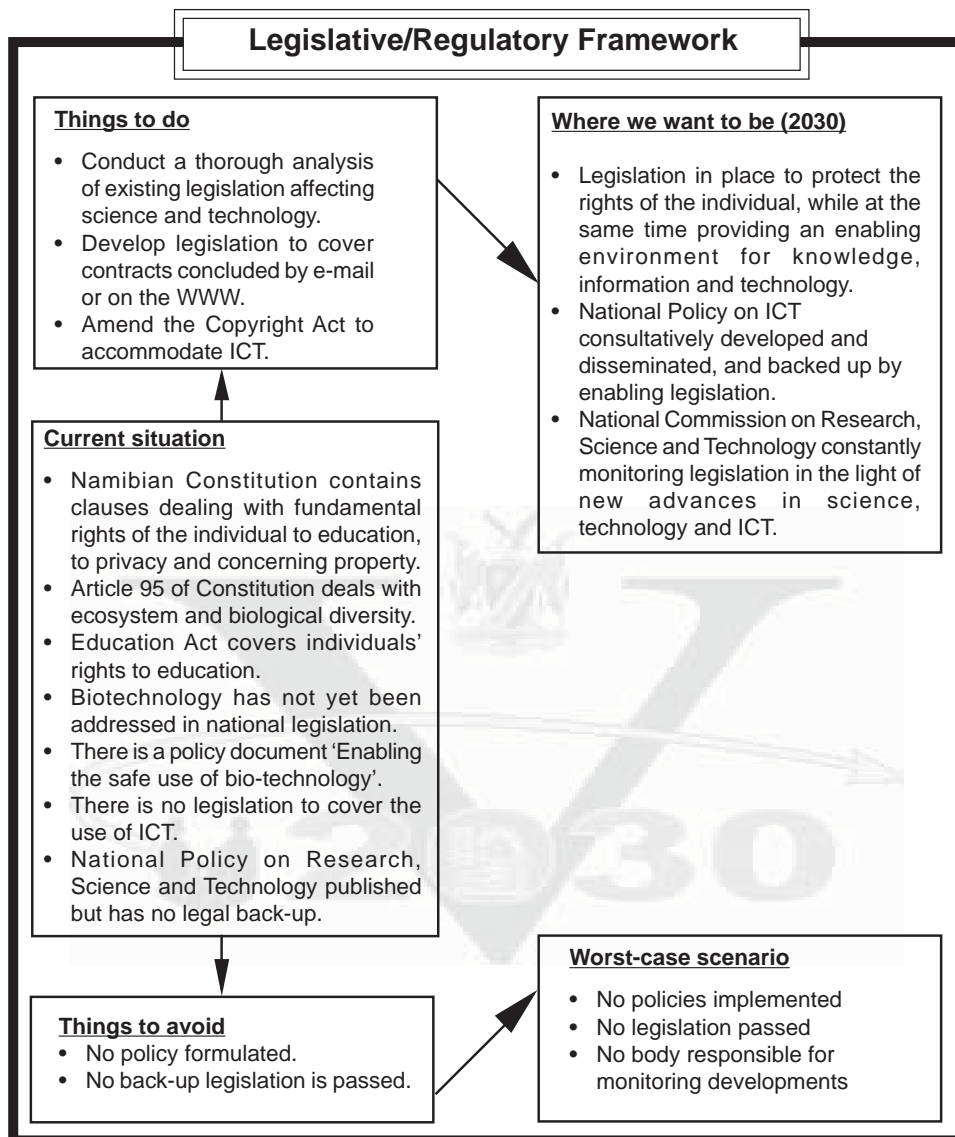 Legislative/Regulatory Framework
Things to do
• Conduct a thorough analysis
of existing legislation affecting
science and technology.
• Develop legislation to cover
contracts concluded by e-mail
or on the WWW.
• Amend the Copyright Act to
accommodate ICT.
Where we want to be (2030)
• Legislation in place to protect the
rights of the individual, while at the
same time providing an enabling
environment for knowledge,
information and technology.
• National Policy on ICT
consultatively developed and
disseminated, and backed up by
enabling legislation.
• National Commission on Research,
Science and Technology constantly
monitoring legislation in the light of
new advances in science,
technology and ICT.
Current situation
• Namibian Constitution contains
clauses dealing with fundamental
rights of the individual to education,
to privacy and concerning property.
• Article 95 of Constitution deals with
ecosystem and biological diversity.
• Education Act covers individuals’
rights to education.
• Biotechnology has not yet been
addressed in national legislation.
• There is a policy document ‘Enabling
the safe use of bio-technology’.
• There is no legislation to cover the
use of ICT.
• National Policy on Research,
Science and Technology published
but has no legal back-up.
V
2030
Things to avoid
• No policy formulated.
• No back-up legislation is passed.
Worst-case scenario
• No policies implemented
• No legislation passed
• No body responsible for
monitoring developments